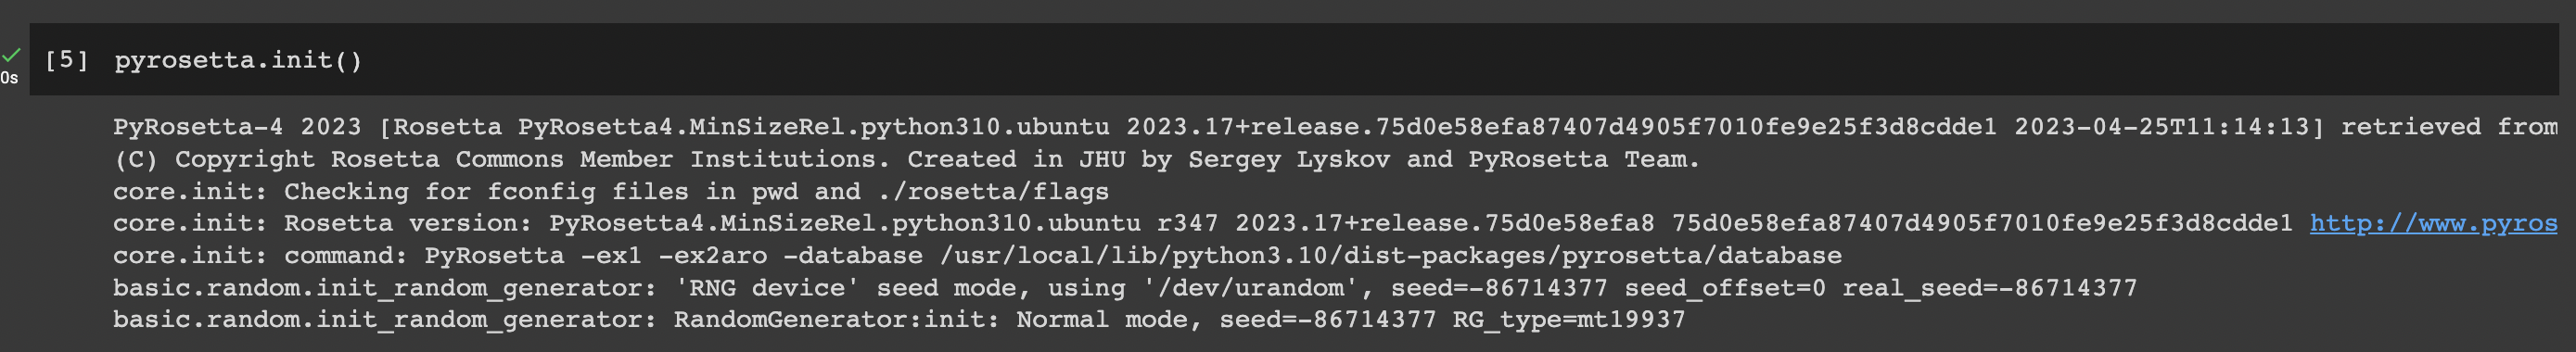 [5] pyrosetta.init()
0s
PyRosetta-4 2023 [Rosetta PyRosetta4.MinSizeRel.python310.ubuntu 2023.17+release.75d0e58efa87407d4905f7010fe9e25f3d8cdde1 2023-04-25T11:14:13] retrieved from
(C) Copyright Rosetta Commons Member Institutions. Created in JHU by Sergey Lyskov and PyRosetta Team.
core.init: Checking for fconfig files in pwd and ./rosetta/flags
core.init: Rosetta version: PyRosetta4.MinSizeRel.python310.ubuntu r347 2023.17+release.75d0e58efa8 75d0e58efa87407d4905f7010fe9e25f3d8cdde1 http://www.pyros
core.init: command: PyRosetta -ex1 -ex2aro -database /usr/local/lib/python3.10/dist-packages/pyrosetta/database
basic.random.init_random_generator: 'RNG device' seed mode, using '/dev/urandom', seed=-86714377 seed_offset=0 real_seed=-86714377
basic.random.init_random_generator: RandomGenerator:init: Normal mode, seed=-86714377 RG_type=mt19937